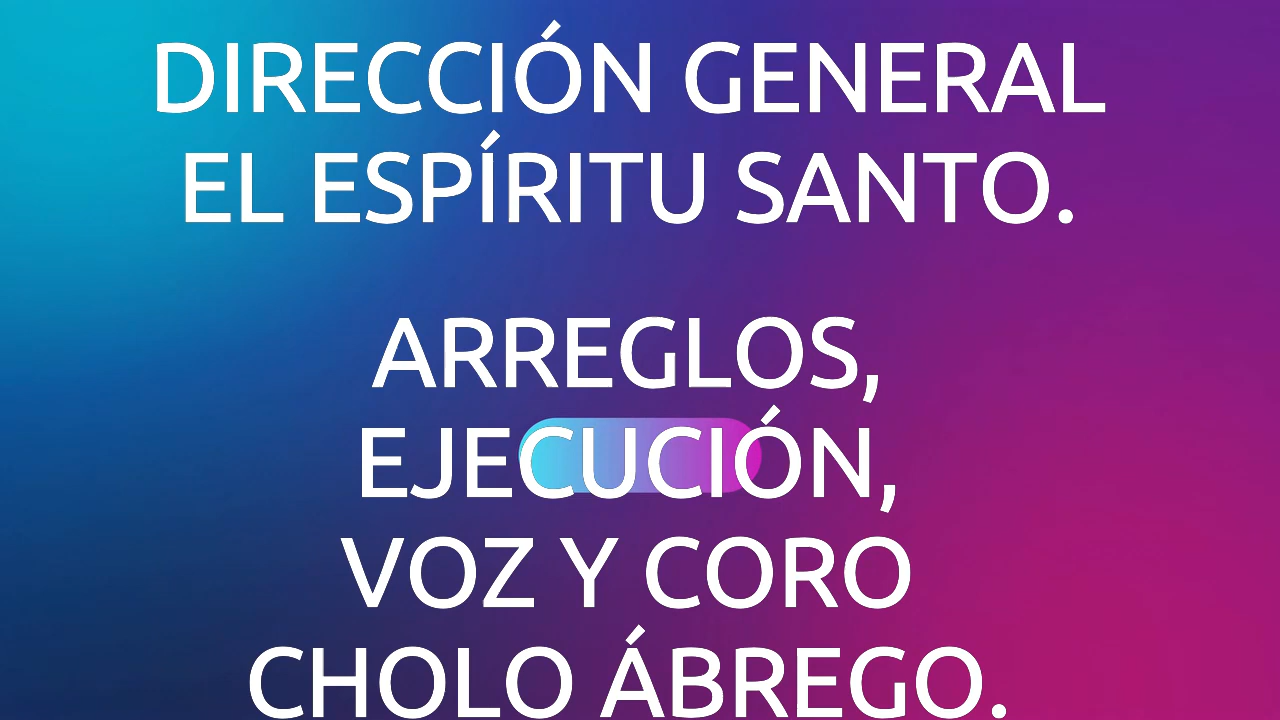 DIRECCIÓN GENERAL
EL ESPÍRITU SANTO.
ARREGLOS,
EJECUCIÓN,
VOZ Y CORO
CHOLO ÁBREGO.